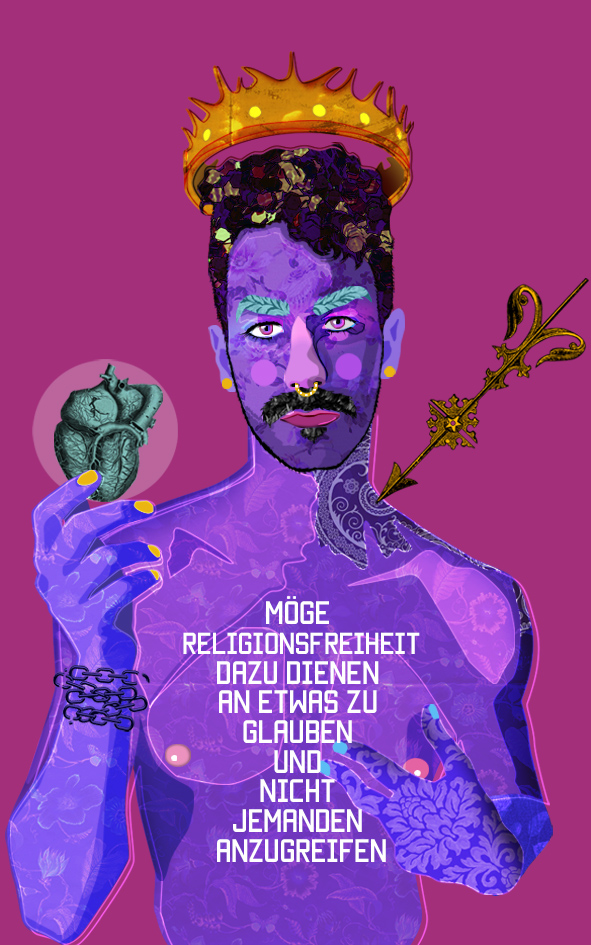 MÖGE
RELIGIONSFREIHEIT
DAZU DIENEN
AN ETWAS ZU
GLAUBEN
UND
NICHT
JEMANDEN
ANZUGREIFEN